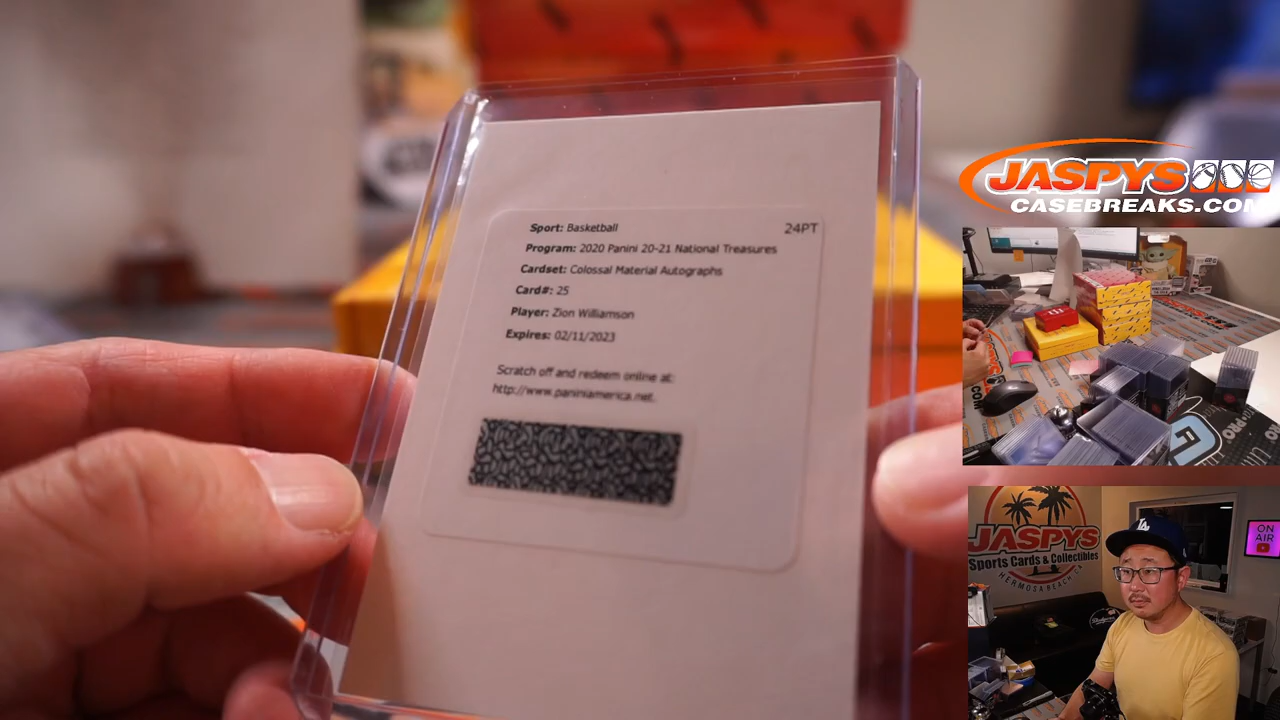 Sport: Basketball
24PT
Program: 2020 Panini 20-21 National Treasures
Cardset: Colossal Material Autographs
Card#: 25
Player: Zion Williamson
Expires: 02/11/2023
Scratch off and redeem online at:
http://www.paniniamerica.net.
JASPYS
CASEBREAKS.COM
JASPYS
Sports Cards & Collectibles
HERMOSA BEACH CA
ON
AIR
LA